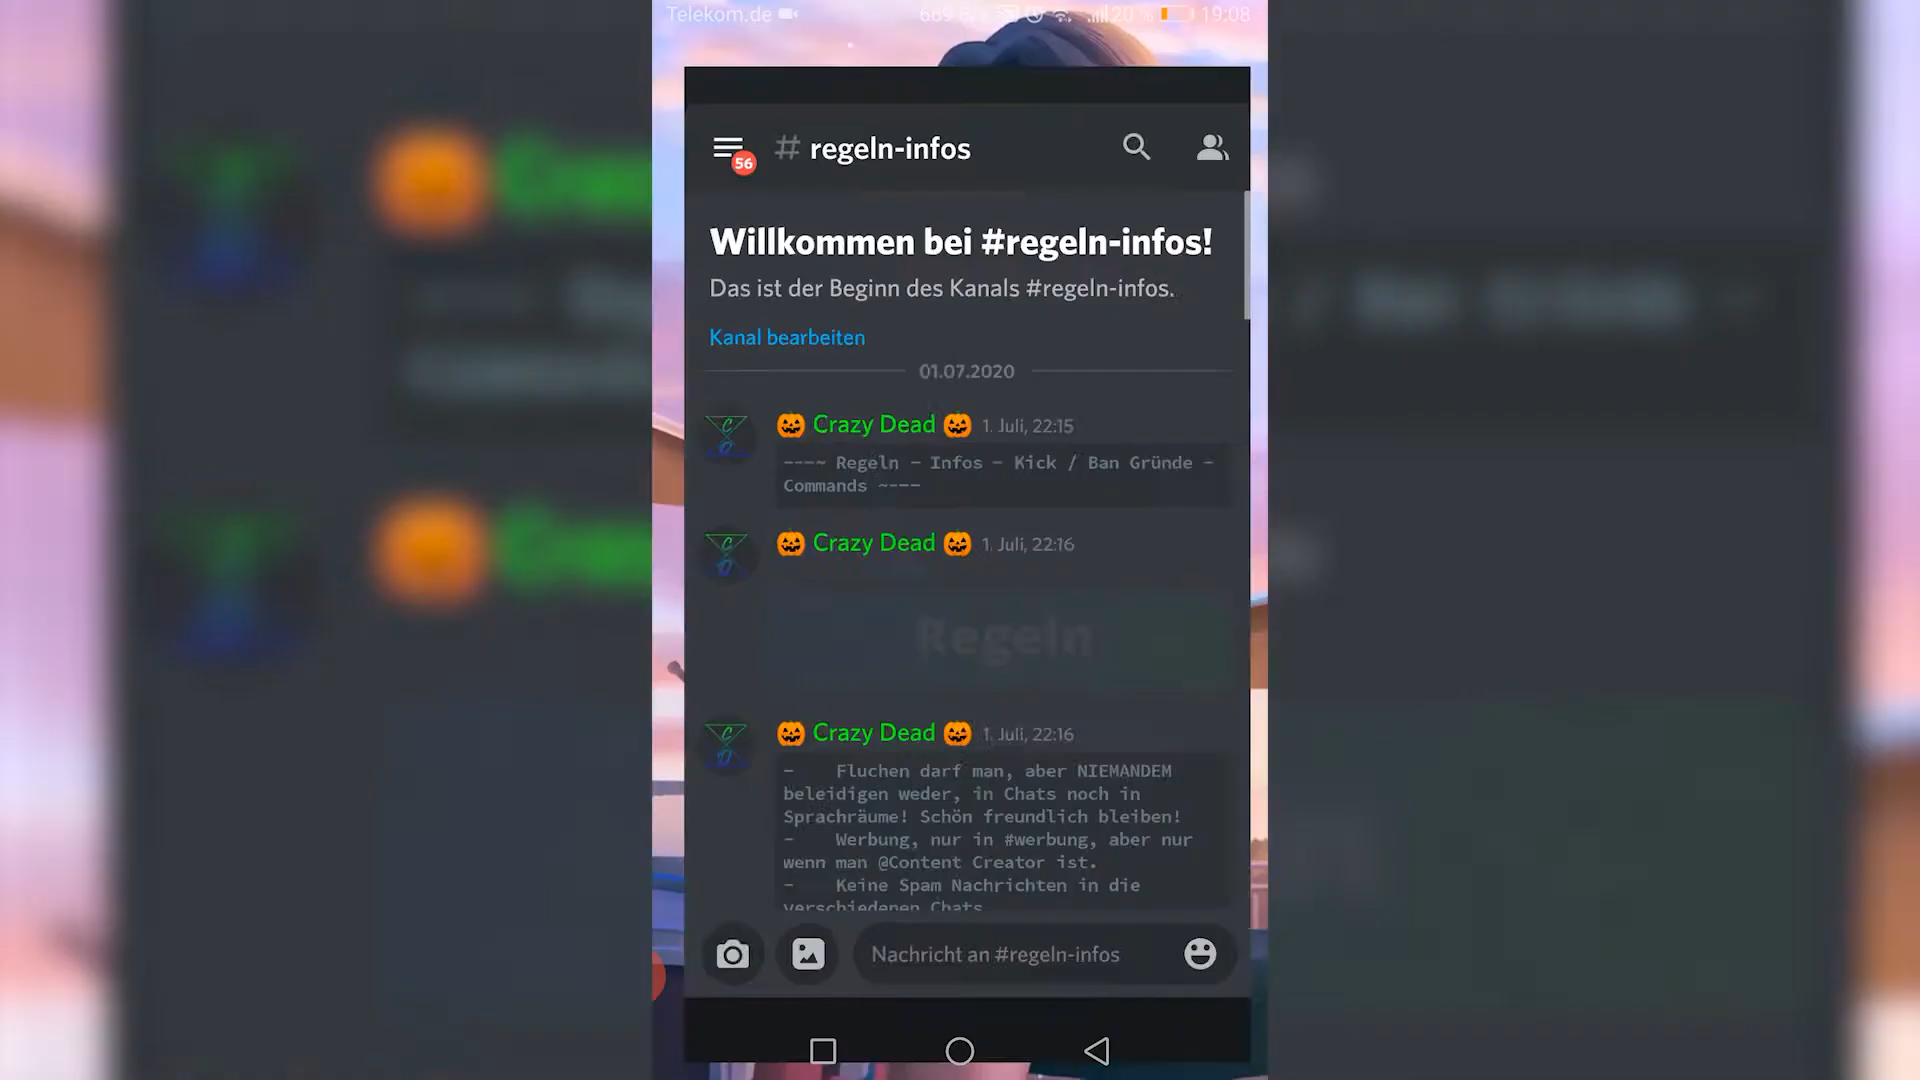 Telekom.de 20 % 19:08
56 # regeln-infos
Willkommen bei #regeln-infos!
Das ist der Beginn des Kanals #regeln-infos.
Kanal bearbeiten
01.07.2020
🎃 Crazy Dead 🎃 1. Juli, 22:15
----~ Regeln - Infos - Kick / Ban Gründe -
Commands ~----
🎃 Crazy Dead 🎃 1. Juli, 22:16
Regeln
🎃 Crazy Dead 🎃 1. Juli, 22:16
- Fluchen darf man, aber NIEMANDEM
beleidigen weder, in Chats noch in
Sprachräume! Schön freundlich bleiben!
- Werbung, nur in #werbung, aber nur
wenn man @Content Creator ist.
- Keine Spam Nachrichten in die
verschiedenen Chats
Nachricht an #regeln-infos